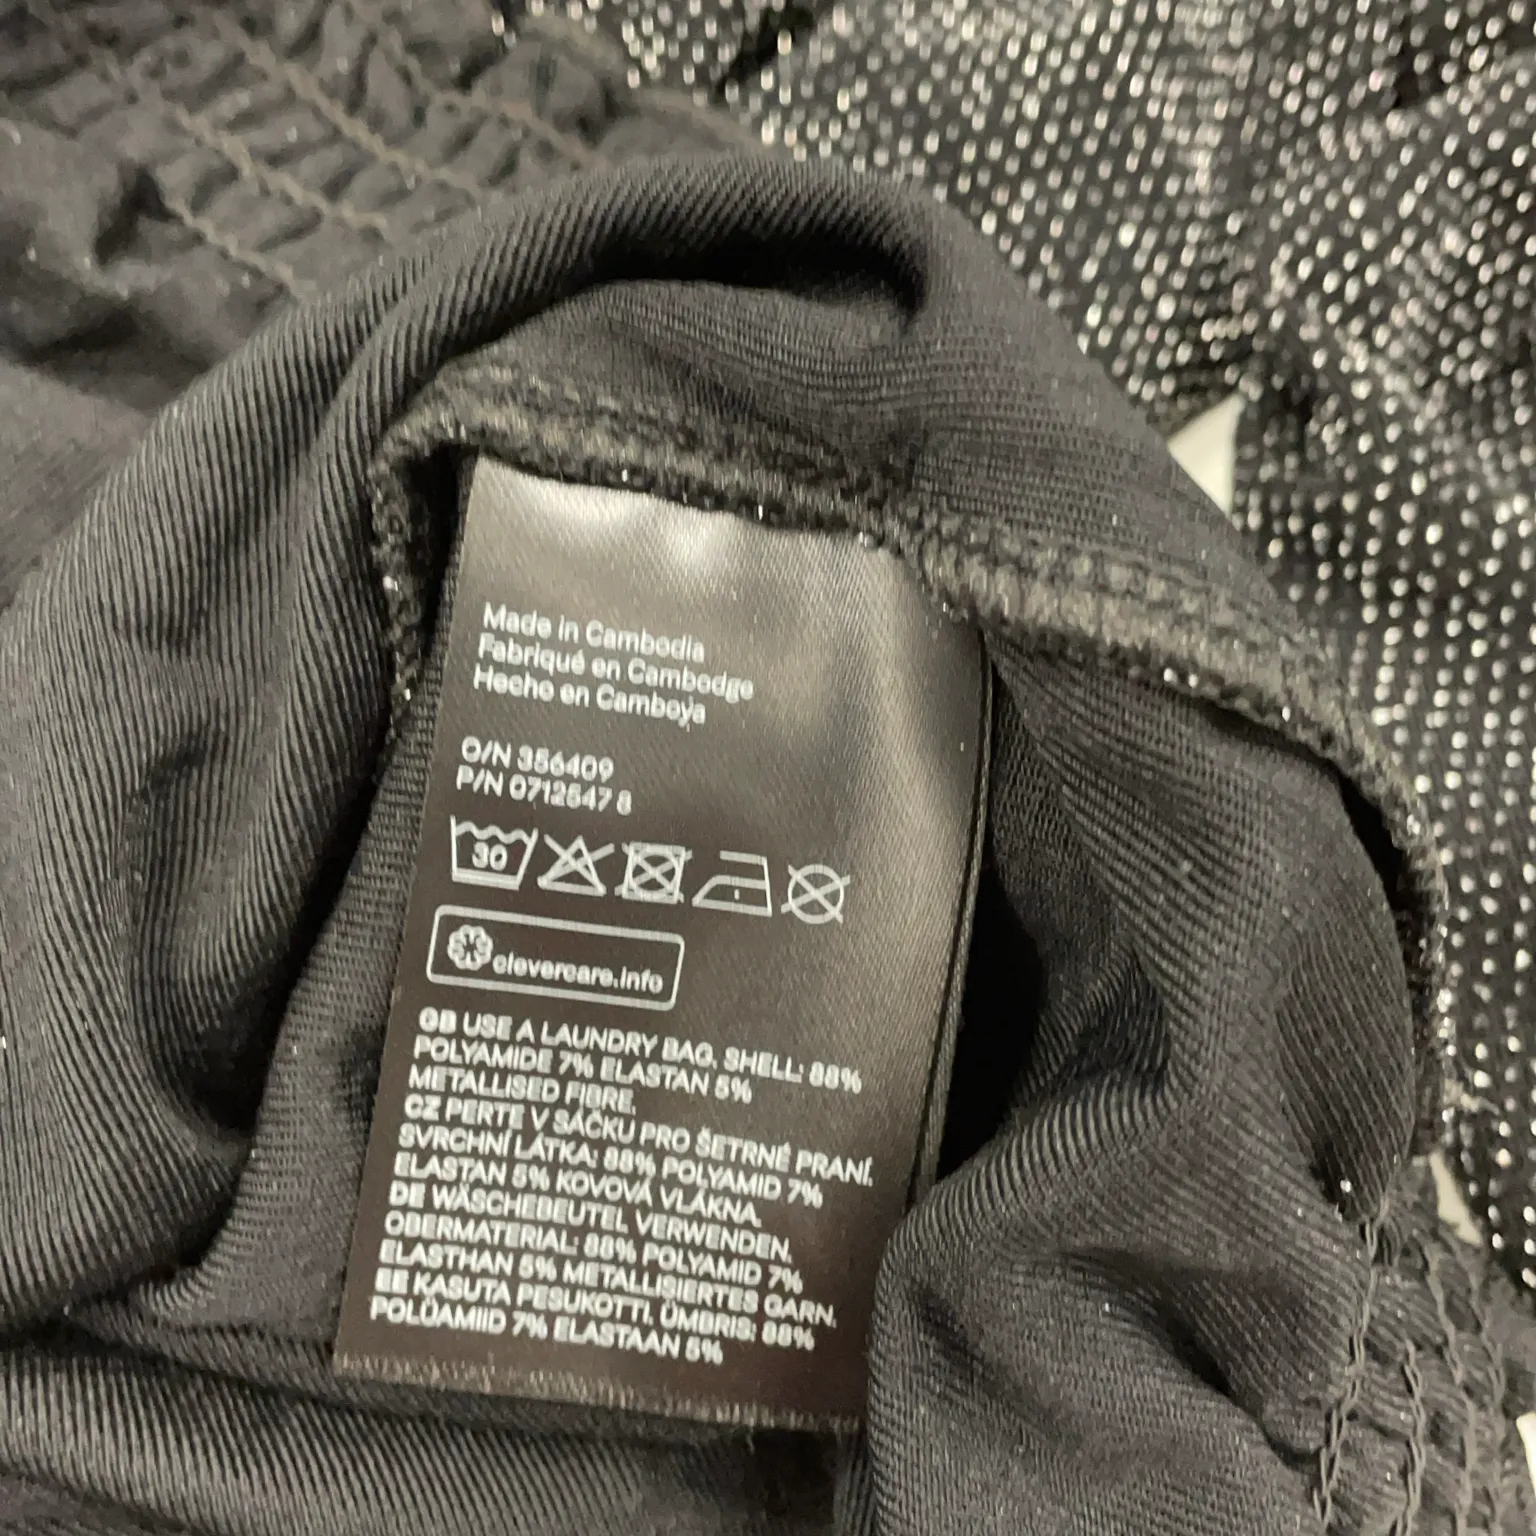 Made in Cambodia
Fabriqué en Cambodge
Hecho en Camboya
O/N 356409
P/N 0712547 8
30
clevercare.info
GB USE A LAUNDRY BAG. SHELL: 88%
POLYAMIDE 7% ELASTAN 5%
METALLISED FIBRE.
CZ PERTE V SÁČKU PRO ŠETRNÉ PRANÍ.
SVRCHNÍ LÁTKA: 88% POLYAMID 7%
ELASTAN 5% KOVOVÁ VLÁKNA.
DE WÄSCHEBEUTEL VERWENDEN.
OBERMATERIAL: 88% POLYAMID 7%
ELASTHAN 5% METALLISIERTES GARN.
EE KASUTA PESUKOTTI. ÜMBRIS: 88%
POLÜAMIID 7% ELASTAAN 5%